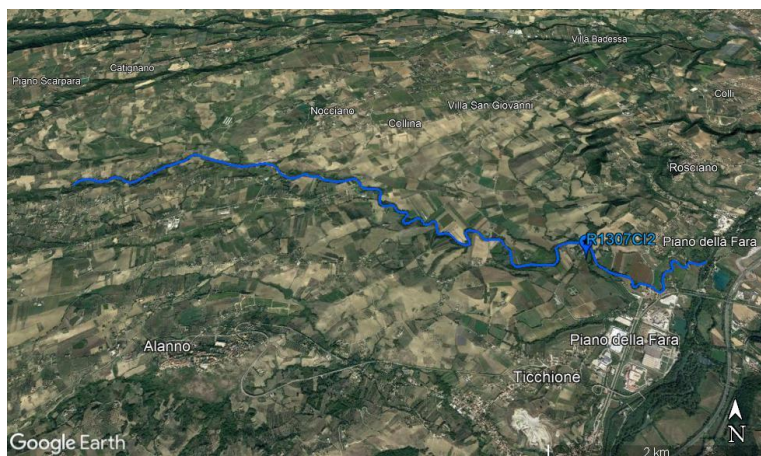 Villa Badessa
Catignano
Piano Scarpara
Colli
Nocciano
Villa San Giovanni
Collina
Rosciano
R1307CI2
Piano della Fara
Piano della Fara
Alanno
Ticchione
N
Google Earth
2 km